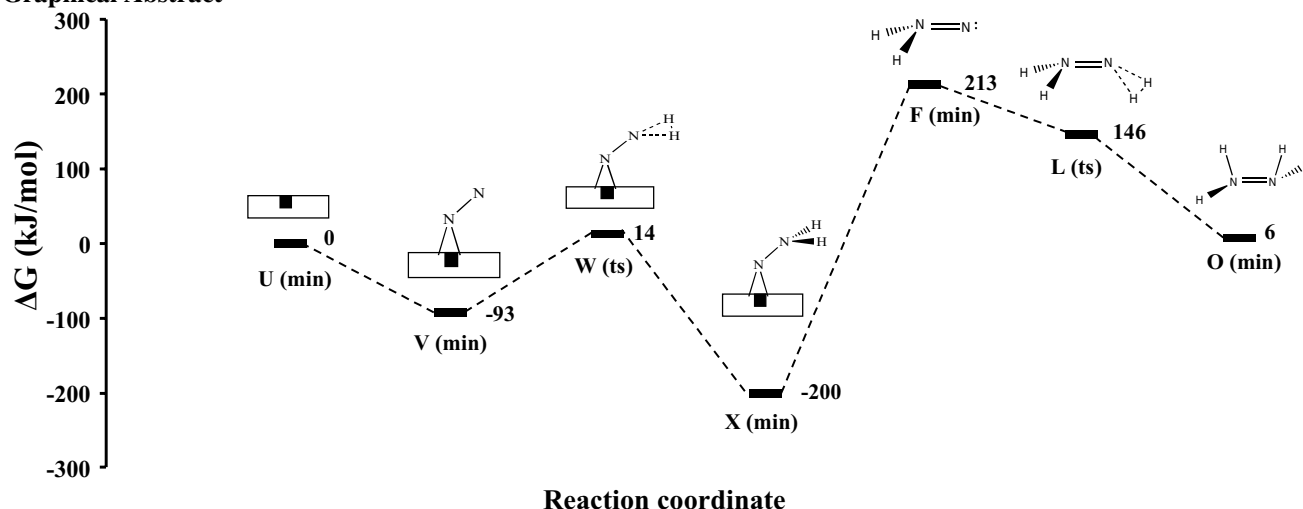 Graphical Abstract
300
200
100
0
-100
-200
-300
ΔG (kJ/mol)
Reaction coordinate
0
U (min)
N
N
-93
V (min)
H
H
N
N
14
W (ts)
H
N
H
N
-200
X (min)
H
N
N:
H
213
F (min)
H
N
N
H
H
H
146
L (ts)
H
H
N
N
H
6
O (min)